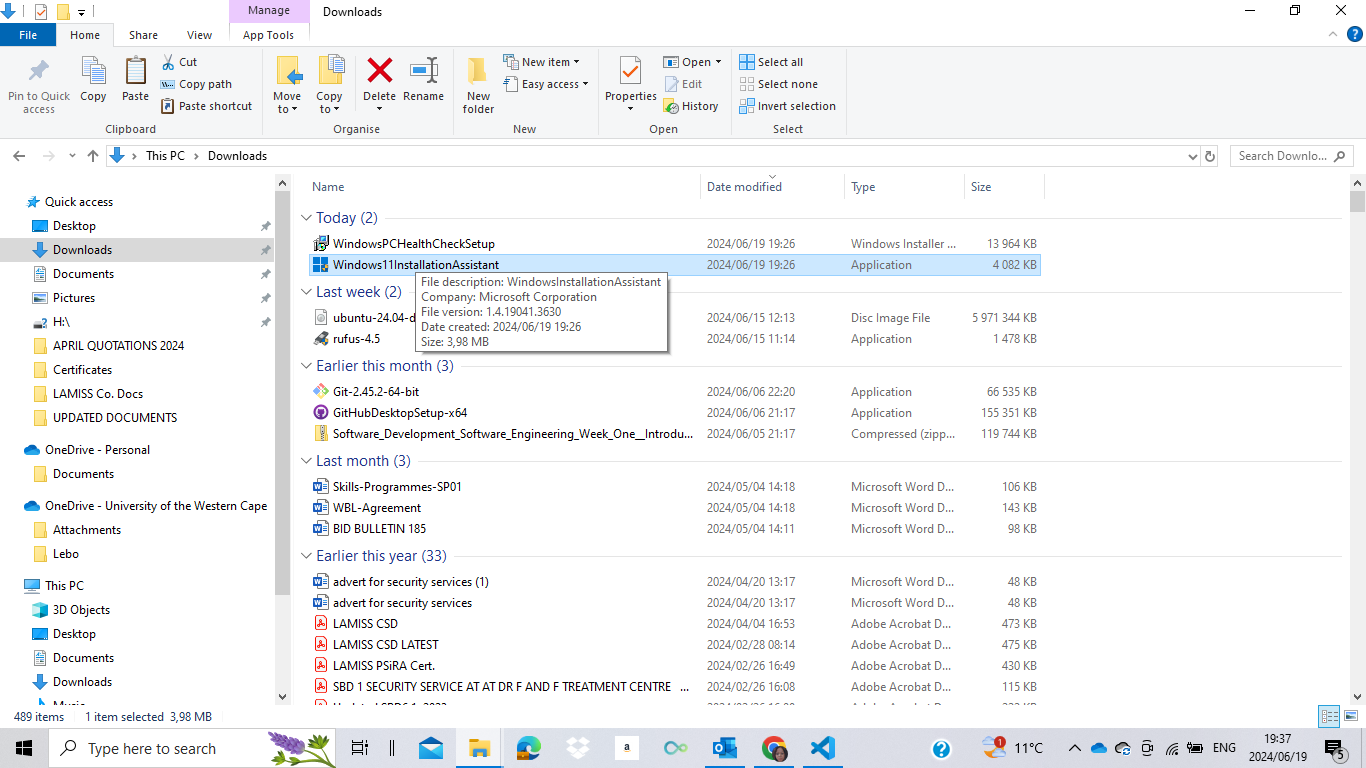 Manage
Downloads
File
Home
Share
View
App Tools
Pin to Quick access
Copy
Paste
Cut
Copy path
Paste shortcut
Clipboard
Move to
Copy to
Delete
Rename
Organise
New folder
New item
Easy access
New
Properties
Open
Edit
History
Open
Select all
Select none
Invert selection
Select
This PC
Downloads
Search Downlo...
Quick access
Desktop
Downloads
Documents
Pictures
H:\
APRIL QUOTATIONS 2024
Certificates
LAMISS Co. Docs
UPDATED DOCUMENTS
OneDrive - Personal
Documents
OneDrive - University of the Western Cape
Attachments
Lebo
This PC
3D Objects
Desktop
Documents
Downloads
Music
Name Date modified Type Size
Today (2)
WindowsPCHealthCheckSetup 2024/06/19 19:26 Windows Installer ... 13 964 KB
Windows11InstallationAssistant 2024/06/19 19:26 Application 4 082 KB
File description: WindowsInstallationAssistant
Company: Microsoft Corporation
File version: 1.4.19041.3630
Date created: 2024/06/19 19:26
Size: 3,98 MB
Last week (2)
ubuntu-24.04-d 2024/06/15 12:13 Disc Image File 5 971 344 KB
rufus-4.5 2024/06/15 11:14 Application 1 478 KB
Earlier this month (3)
Git-2.45.2-64-bit 2024/06/06 22:20 Application 66 535 KB
GitHubDesktopSetup-x64 2024/06/06 21:17 Application 155 351 KB
Software_Development_Software_Engineering_Week_One__Introdu... 2024/06/05 21:17 Compressed (zipp... 119 744 KB
Last month (3)
Skills-Programmes-SP01 2024/05/04 14:18 Microsoft Word D... 106 KB
WBL-Agreement 2024/05/04 14:18 Microsoft Word D... 143 KB
BID BULLETIN 185 2024/05/04 14:11 Microsoft Word D... 98 KB
Earlier this year (33)
advert for security services (1) 2024/04/20 13:17 Microsoft Word D... 48 KB
advert for security services 2024/04/20 13:17 Microsoft Word D... 48 KB
LAMISS CSD 2024/04/04 16:53 Adobe Acrobat D... 473 KB
LAMISS CSD LATEST 2024/02/28 08:14 Adobe Acrobat D... 475 KB
LAMISS PSiRA Cert. 2024/02/26 16:49 Adobe Acrobat D... 430 KB
SBD 1 SECURITY SERVICE AT AT DR F AND F TREATMENT CENTRE ... 2024/02/26 16:08 Adobe Acrobat D... 115 KB
489 items 1 item selected 3,98 MB
Type here to search
a
1
11°C
ENG
19:37
2024/06/19
5